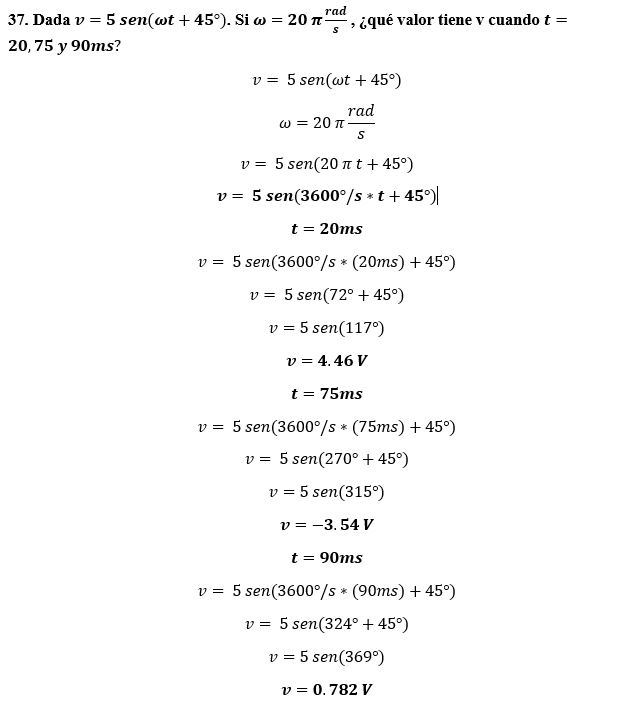 37. Dada v = 5 sen(ωt + 45°). Si ω = 20 π rad/s, ¿qué valor tiene v cuando t =
20, 75 y 90ms?
v = 5 sen(ωt + 45°)
ω = 20 π rad/s
v = 5 sen(20 π t + 45°)
v = 5 sen(3600°/s * t + 45°)
t = 20ms
v = 5 sen(3600°/s * (20ms) + 45°)
v = 5 sen(72° + 45°)
v = 5 sen(117°)
v = 4.46 V
t = 75ms
v = 5 sen(3600°/s * (75ms) + 45°)
v = 5 sen(270° + 45°)
v = 5 sen(315°)
v = −3.54 V
t = 90ms
v = 5 sen(3600°/s * (90ms) + 45°)
v = 5 sen(324° + 45°)
v = 5 sen(369°)
v = 0.782 V